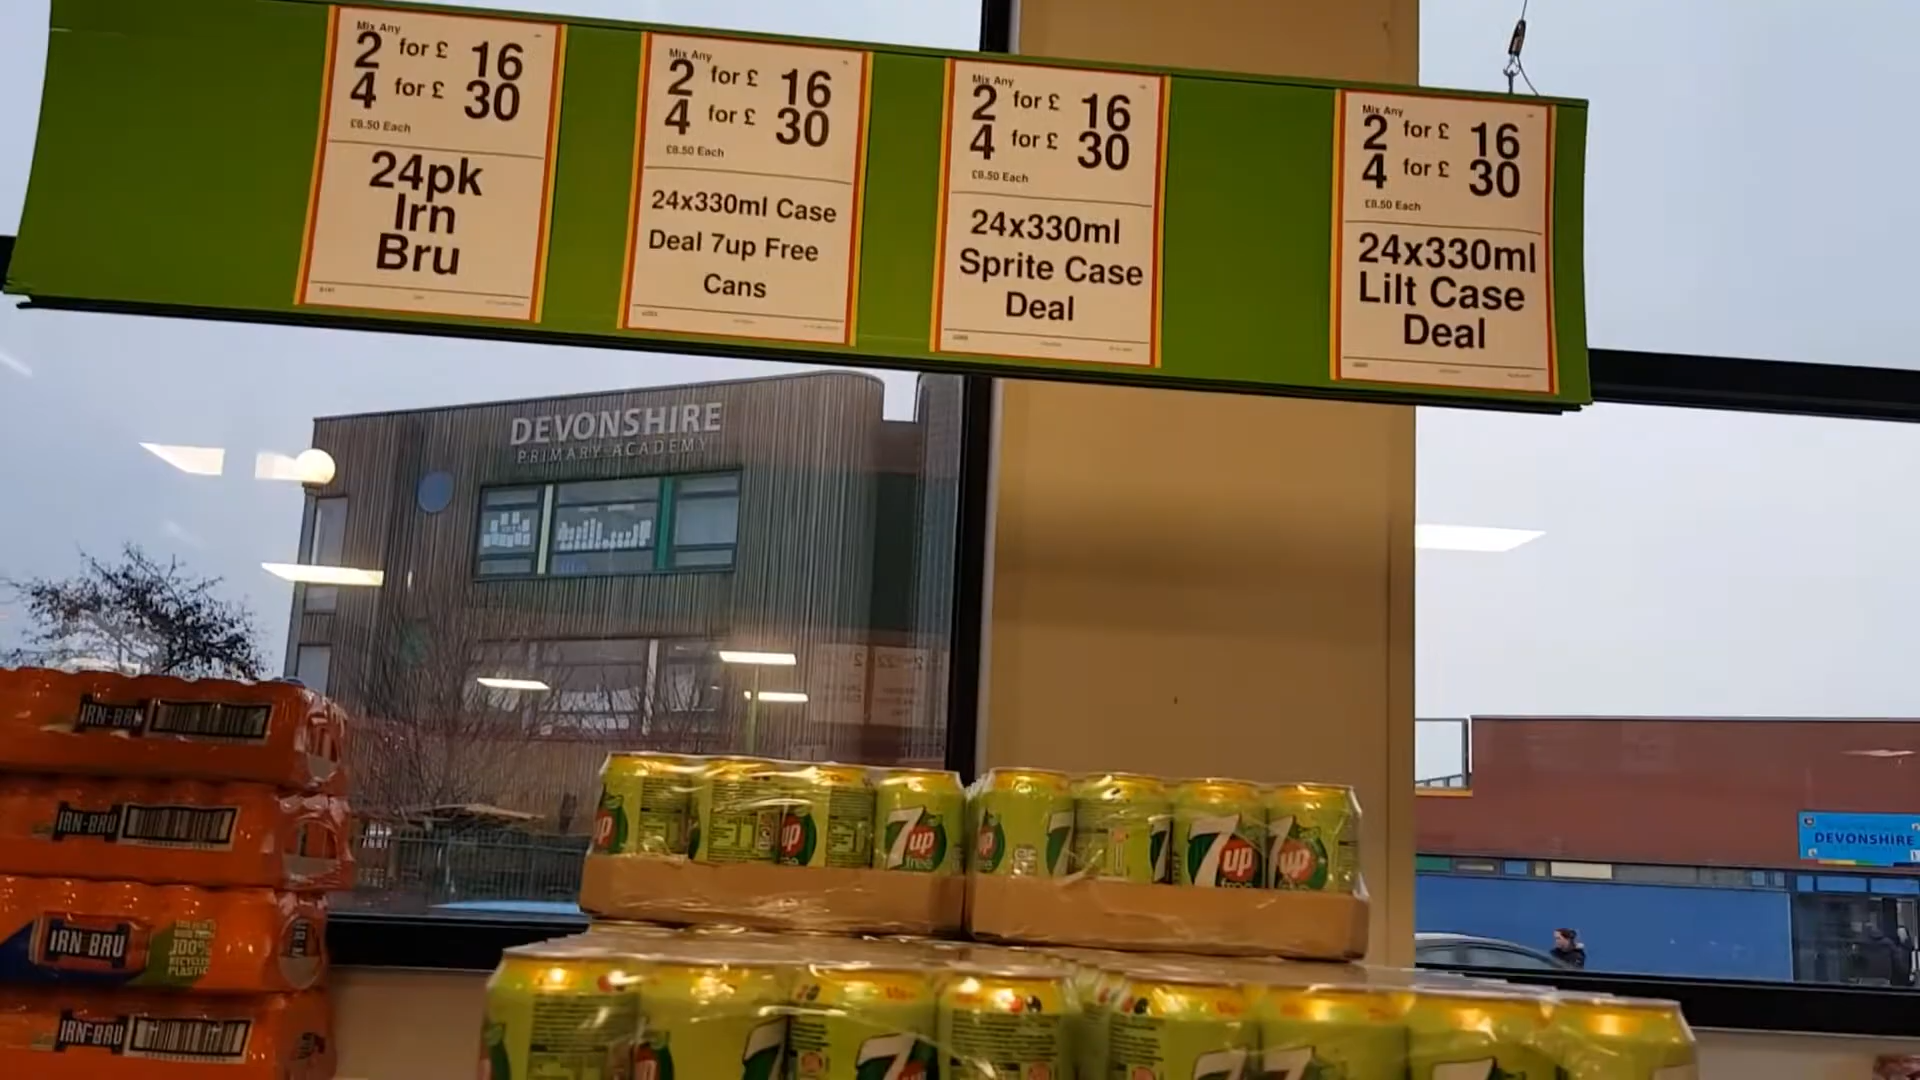 Mix Any
2 for £ 16
4 for £ 30
£8.50 Each
24pk
Irn
Bru
Mix Any
2 for £ 16
4 for £ 30
£8.50 Each
24x330ml Case
Deal 7up Free
Cans
Mix Any
2 for £ 16
4 for £ 30
£8.50 Each
24x330ml
Sprite Case
Deal
Mix Any
2 for £ 16
4 for £ 30
£8.50 Each
24x330ml
Lilt Case
Deal
DEVONSHIRE
PRIMARY ACADEMY
DEVONSHIRE
IRN-BRU
IRN-BRU
IRN BRU
100%
RECYCLED
PLASTIC
IRN-BRU
up
up
7up
free
7up
free
up